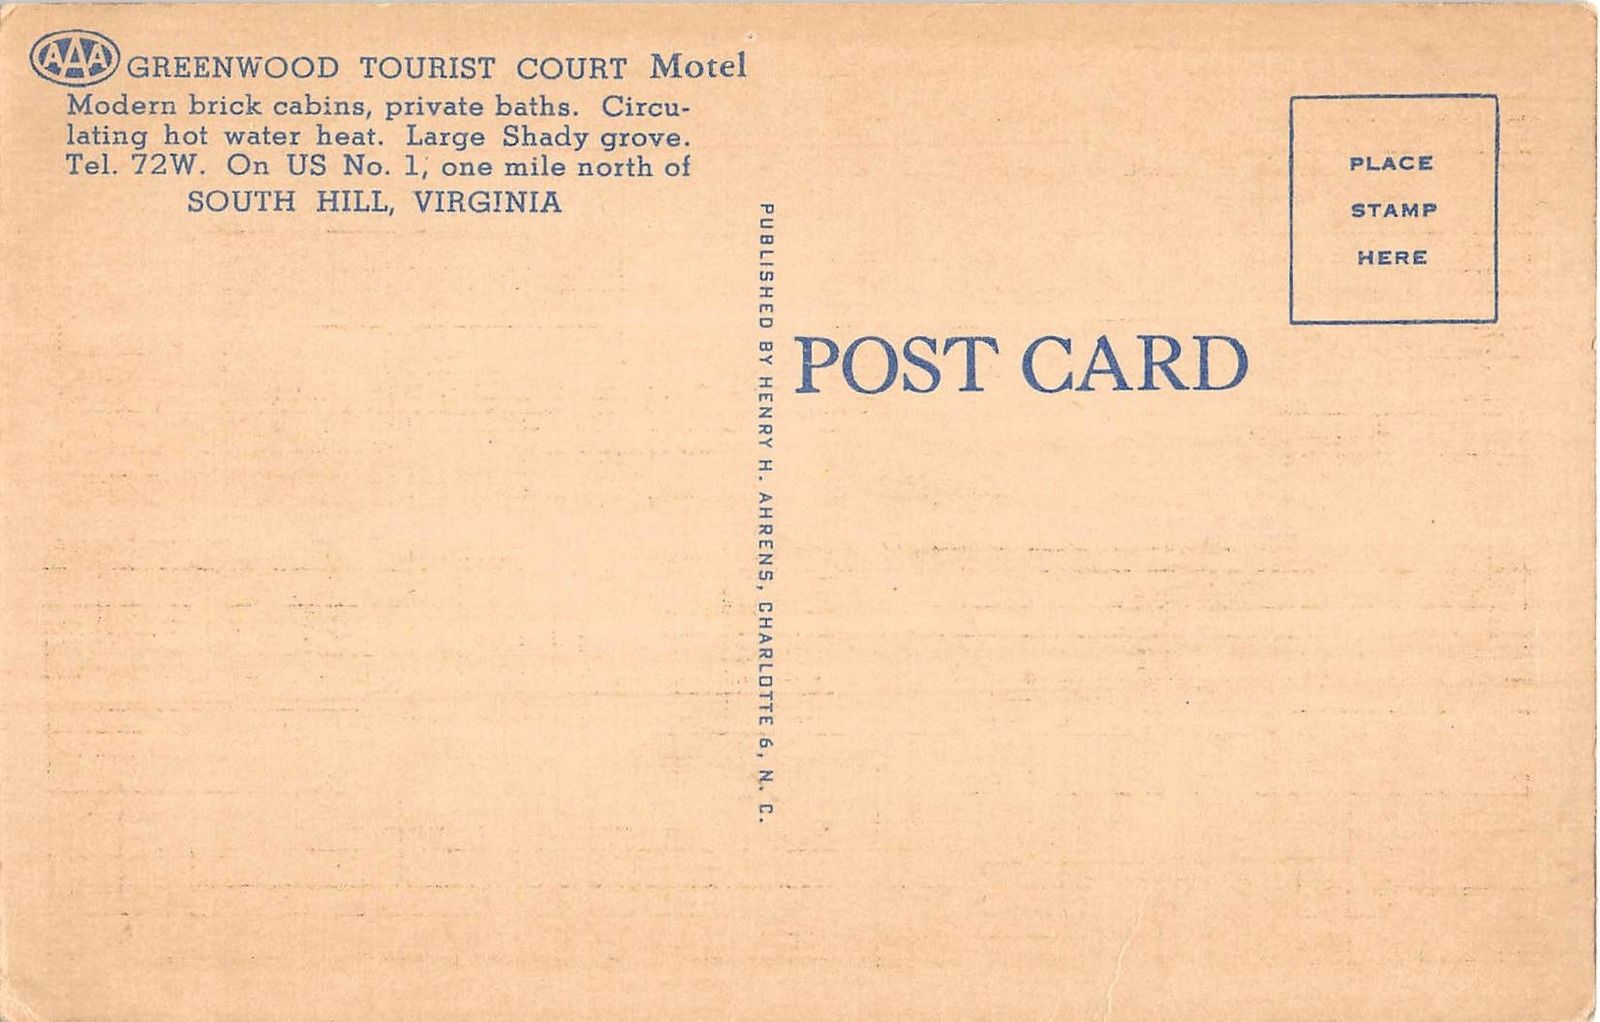 AAA GREENWOOD TOURIST COURT Motel
Modern brick cabins, private baths. Circu-
lating hot water heat. Large Shady grove.
Tel. 72W. On US No. 1, one mile north of
SOUTH HILL, VIRGINIA
PUBLISHED BY HENRY H. AHRENS, CHARLOTTE 6, N. C.
POST CARD
PLACE
STAMP
HERE